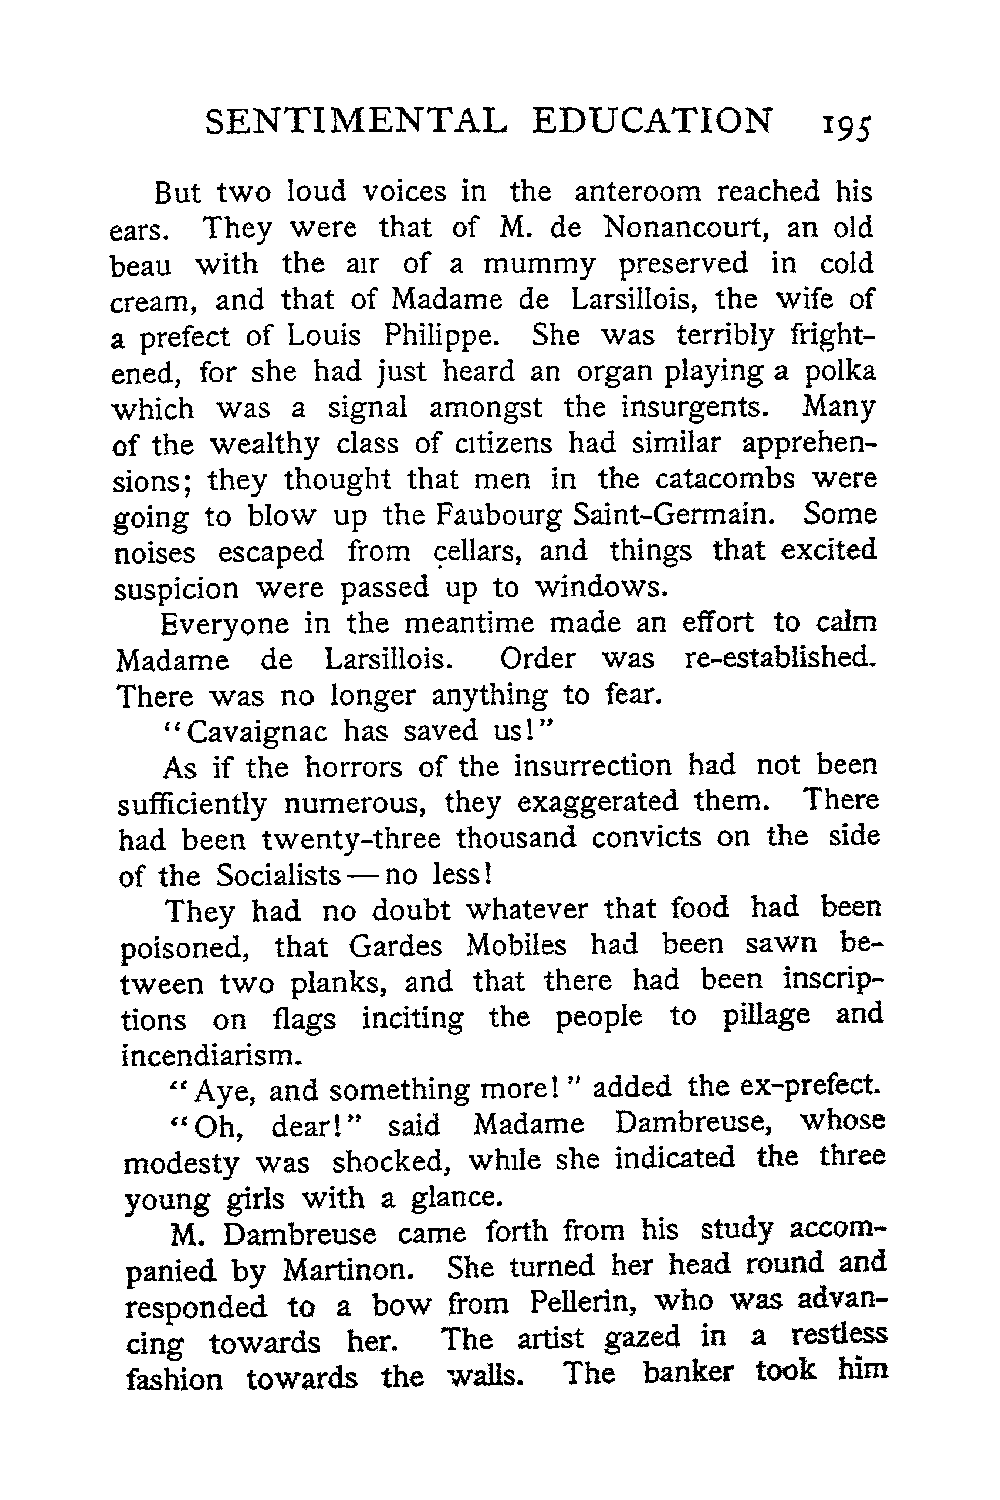 SENTIMENTAL EDUCATION 195
But two loud voices in the anteroom reached his
ears. They were that of M. de Nonancourt, an old
beau with the air of a mummy preserved in cold
cream, and that of Madame de Larsillois, the wife of
a prefect of Louis Philippe. She was terribly fright-
ened, for she had just heard an organ playing a polka
which was a signal amongst the insurgents. Many
of the wealthy class of citizens had similar apprehen-
sions; they thought that men in the catacombs were
going to blow up the Faubourg Saint-Germain. Some
noises escaped from cellars, and things that excited
suspicion were passed up to windows.
Everyone in the meantime made an effort to calm
Madame de Larsillois. Order was re-established.
There was no longer anything to fear.
“Cavaignac has saved us!”
As if the horrors of the insurrection had not been
sufficiently numerous, they exaggerated them. There
had been twenty-three thousand convicts on the side
of the Socialists — no less!
They had no doubt whatever that food had been
poisoned, that Gardes Mobiles had been sawn be-
tween two planks, and that there had been inscrip-
tions on flags inciting the people to pillage and
incendiarism.
“Aye, and something more!” added the ex-prefect.
“Oh, dear!” said Madame Dambreuse, whose
modesty was shocked, while she indicated the three
young girls with a glance.
M. Dambreuse came forth from his study accom-
panied by Martinon. She turned her head round and
responded to a bow from Pellerin, who was advan-
cing towards her. The artist gazed in a restless
fashion towards the walls. The banker took him